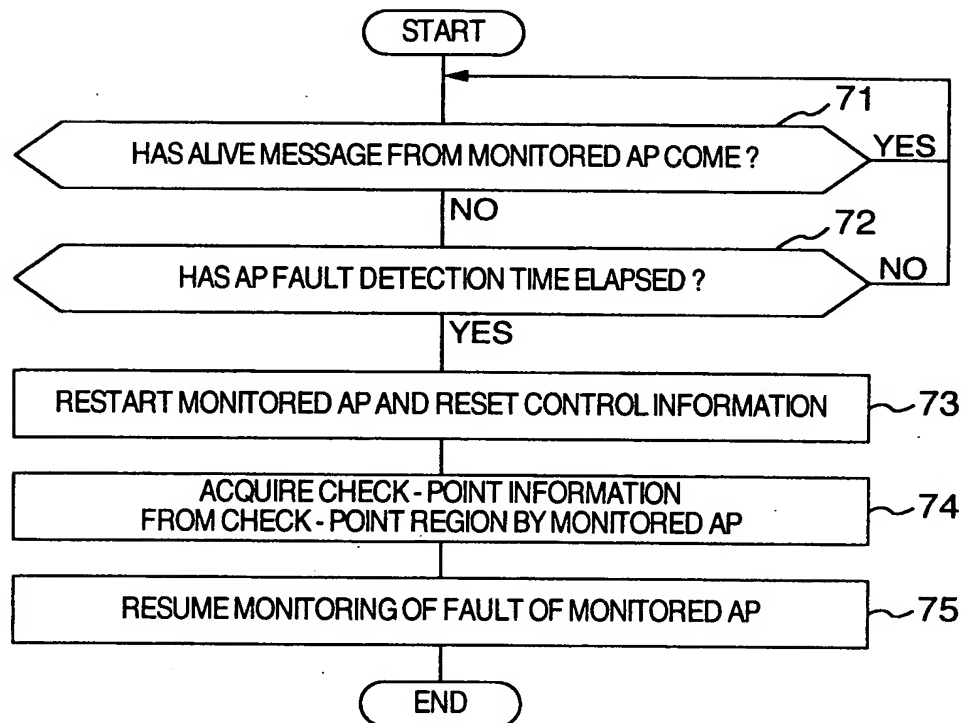 START
71
HAS ALIVE MESSAGE FROM MONITORED AP COME ?
YES
NO
72
HAS AP FAULT DETECTION TIME ELAPSED ?
NO
YES
RESTART MONITORED AP AND RESET CONTROL INFORMATION
73
ACQUIRE CHECK - POINT INFORMATION
FROM CHECK - POINT REGION BY MONITORED AP
74
RESUME MONITORING OF FAULT OF MONITORED AP
75
END